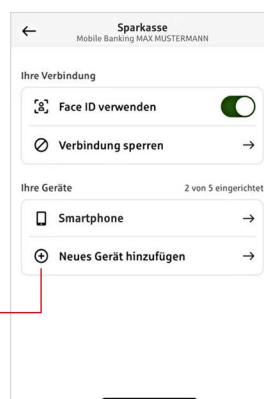 Sparkasse
Mobile Banking MAX MUSTERMANN
Ihre Verbindung
Face ID verwenden
Verbindung sperren
Ihre Geräte 2 von 5 eingerichtet
Smartphone
Neues Gerät hinzufügen